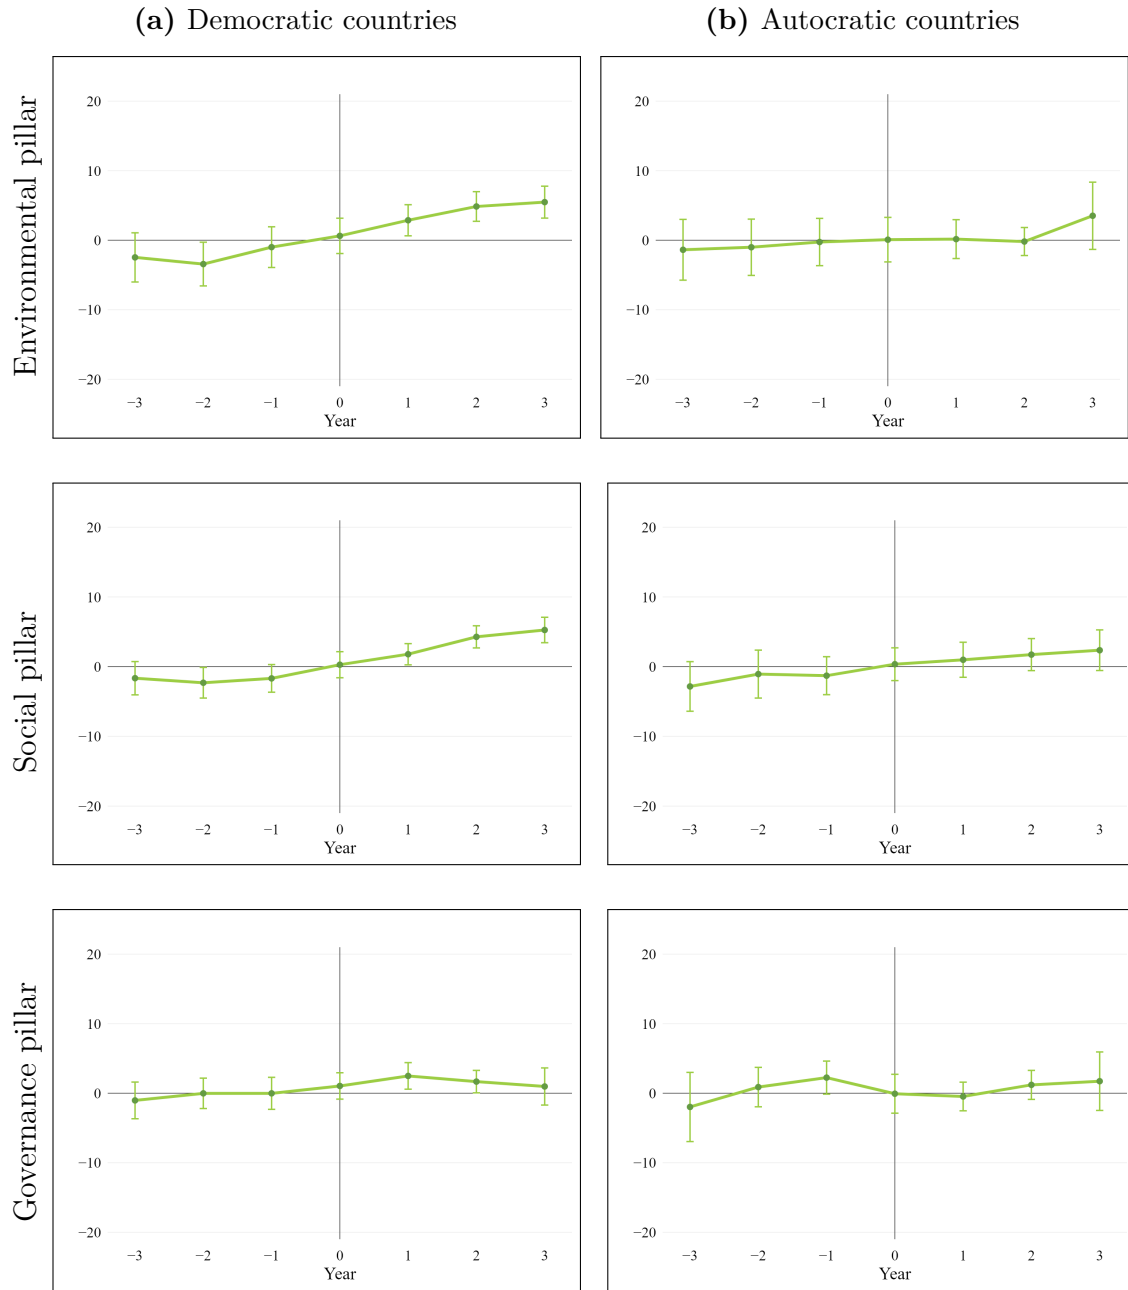 (a) Democratic countries
(b) Autocratic countries
Environmental pillar
20
10
0
−10
−20
−3 −2 −1 0 1 2 3
Year
20
10
0
−10
−20
−3 −2 −1 0 1 2 3
Year
Social pillar
20
10
0
−10
−20
−3 −2 −1 0 1 2 3
Year
20
10
0
−10
−20
−3 −2 −1 0 1 2 3
Year
Governance pillar
20
10
0
−10
−20
−3 −2 −1 0 1 2 3
Year
20
10
0
−10
−20
−3 −2 −1 0 1 2 3
Year